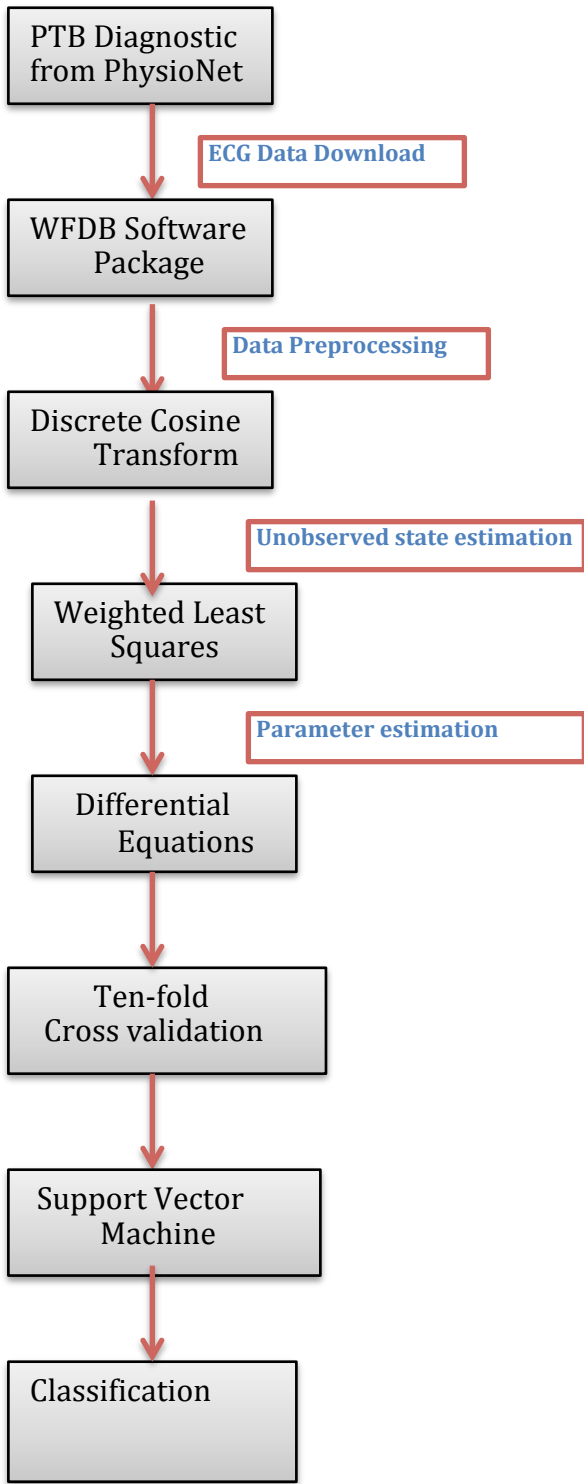 PTB Diagnostic
from PhysioNet
ECG Data Download
WFDB Software
Package
Data Preprocessing
Discrete Cosine
Transform
Unobserved state estimation
Weighted Least
Squares
Parameter estimation
Differential
Equations
Ten-fold
Cross validation
Support Vector
Machine
Classification